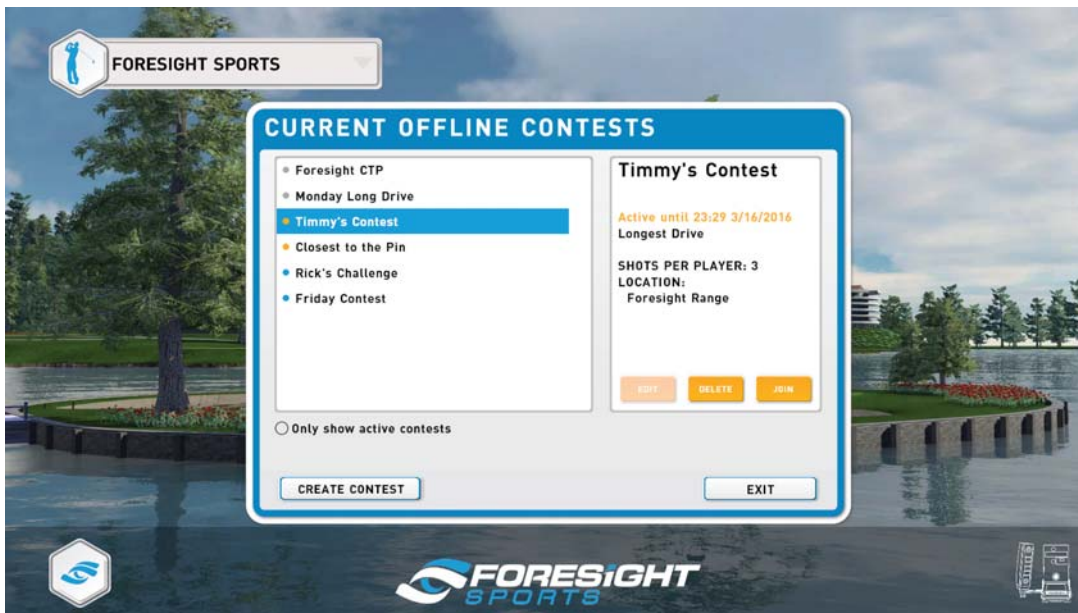 FORESIGHT SPORTS
CURRENT OFFLINE CONTESTS
Foresight CTP
Monday Long Drive
Timmy's Contest
Closest to the Pin
Rick's Challenge
Friday Contest
Only show active contests
Timmy's Contest
Active until 23:29 3/16/2016
Longest Drive
SHOTS PER PLAYER: 3
LOCATION:
Foresight Range
EDIT DELETE JOIN
CREATE CONTEST EXIT
FORESiGHT
SPORTS